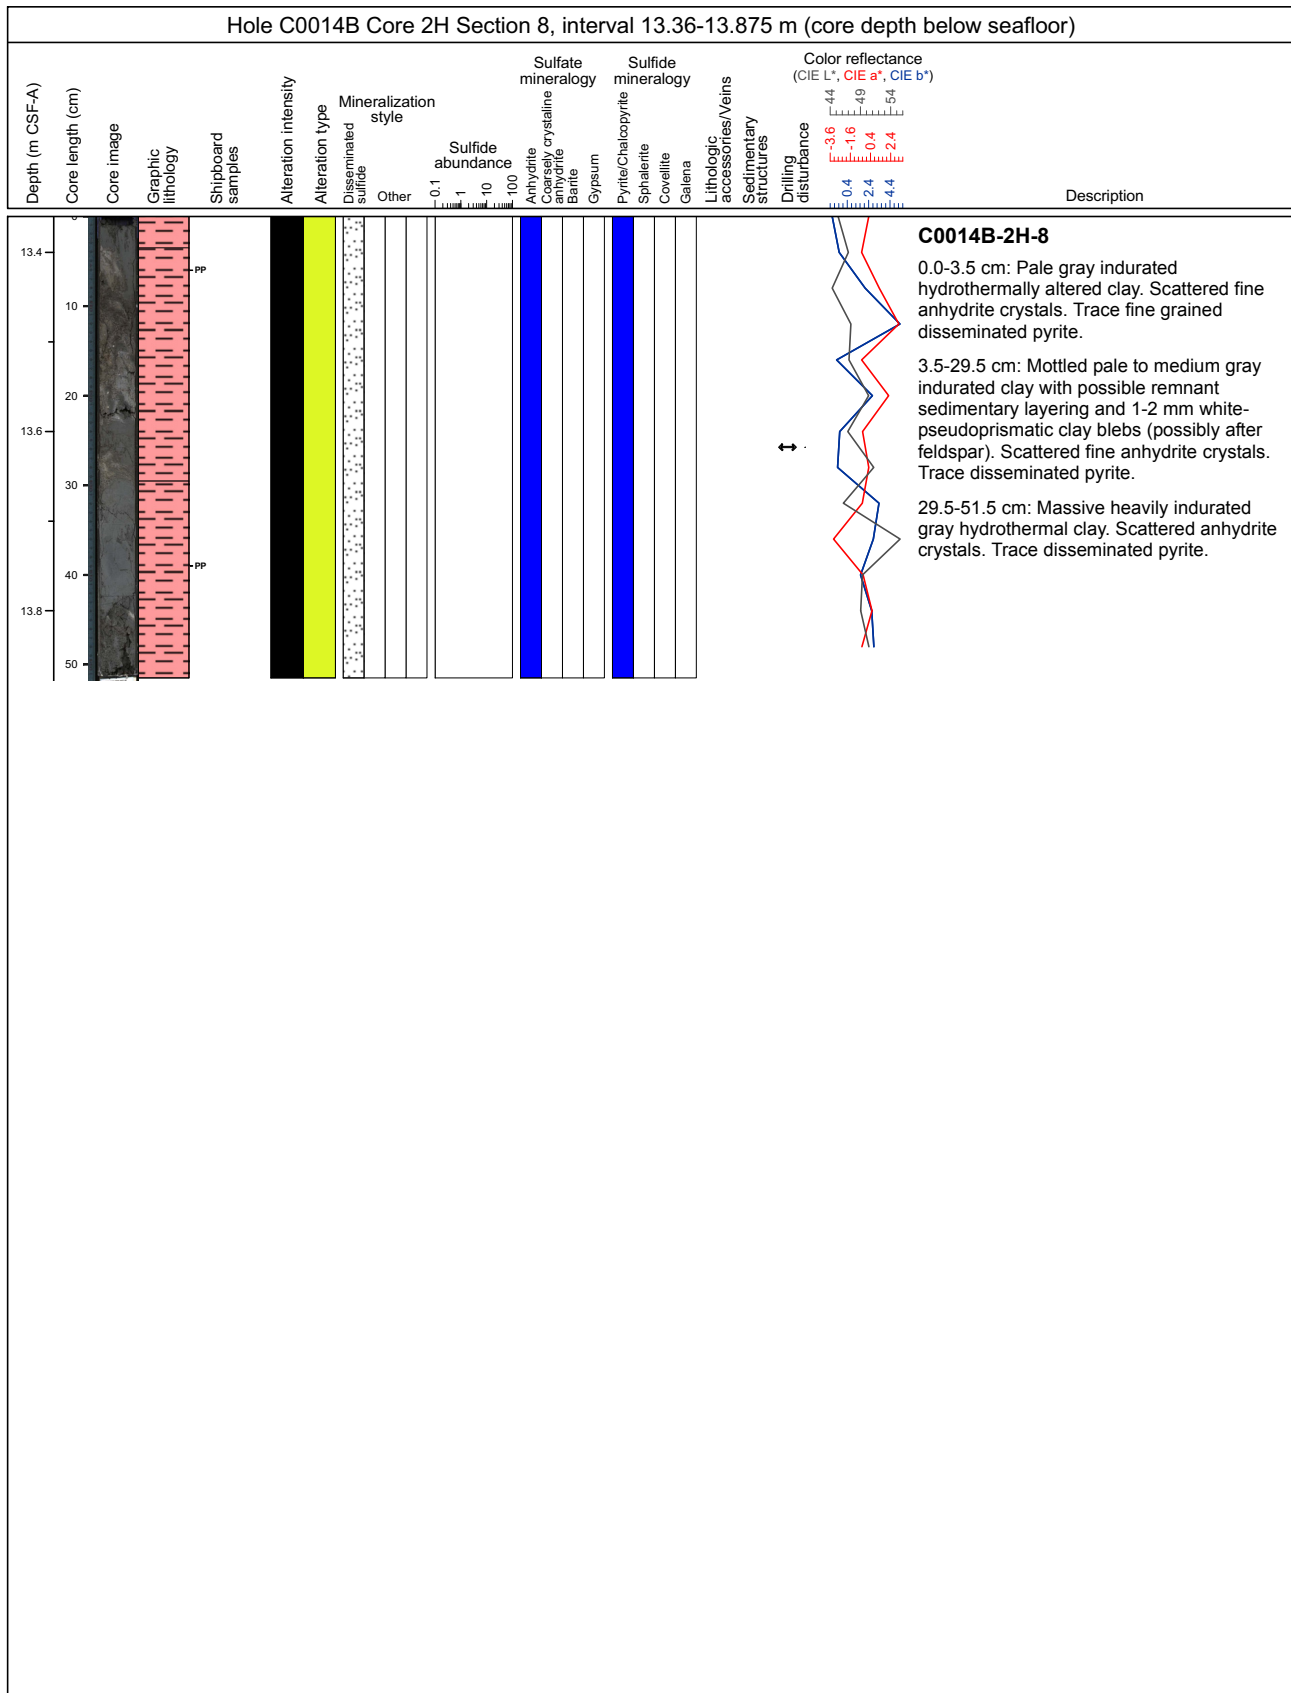 Hole C0014B Core 2H Section 8, interval 13.36-13.875 m (core depth below seafloor)
Depth (m CSF-A)
Core length (cm)
Core image
Graphic
lithology
Shipboard
samples
Alteration intensity
Alteration type
Mineralization
style
Disseminated
sulfide
Other
Sulfide
abundance
0.1
1
10
100
Sulfate
mineralogy
Anhydrite
Coarsely crystaline
anhydrite
Barite
Gypsum
Sulfide
mineralogy
Pyrite/Chalcopyrite
Sphalerite
Covellite
Galena
Lithologic
accessories/Veins
Sedimentary
structures
Drilling
disturbance
Color reflectance
(CIE L*, CIE a*, CIE b*)
44
49
54
-3.6
-1.6
0.4
2.4
0.4
2.4
4.4
Description
0
10
20
30
40
50
13.4
13.6
13.8
PP
PP
C0014B-2H-8
0.0-3.5 cm: Pale gray indurated
hydrothermally altered clay. Scattered fine
anhydrite crystals. Trace fine grained
disseminated pyrite.
3.5-29.5 cm: Mottled pale to medium gray
indurated clay with possible remnant
sedimentary layering and 1-2 mm white-
pseudoprismatic clay blebs (possibly after
feldspar). Scattered fine anhydrite crystals.
Trace disseminated pyrite.
29.5-51.5 cm: Massive heavily indurated
gray hydrothermal clay. Scattered anhydrite
crystals. Trace disseminated pyrite.